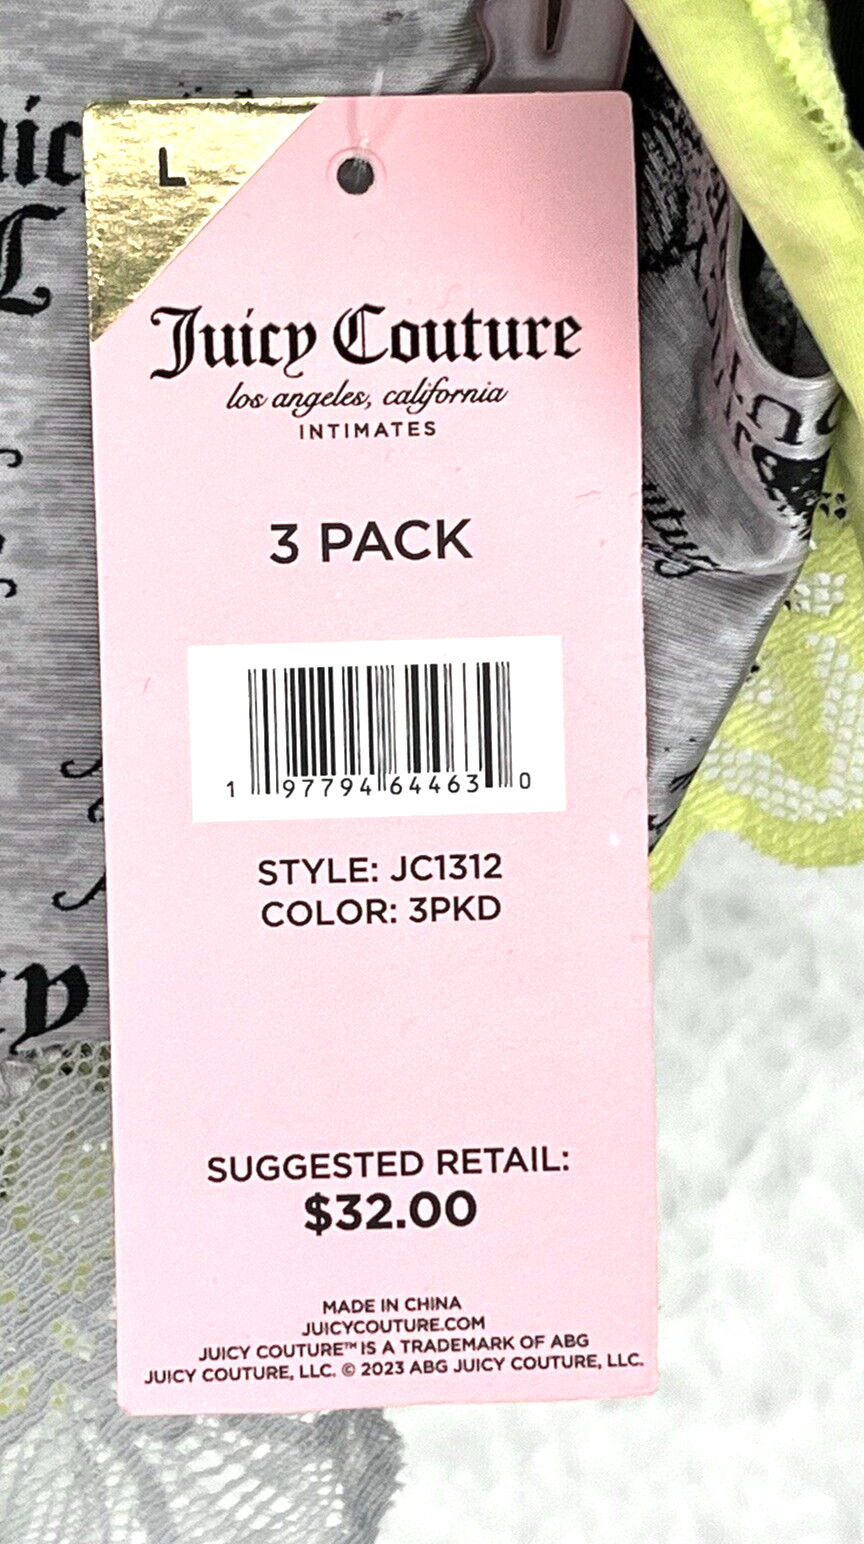 L
Juicy Couture
los angeles, california
INTIMATES
3 PACK
1 97794 64463 0
STYLE: JC1312
COLOR: 3PKD
SUGGESTED RETAIL:
$32.00
MADE IN CHINA
JUICYCOUTURE.COM
JUICY COUTURE™ IS A TRADEMARK OF ABG
JUICY COUTURE, LLC. © 2023 ABG JUICY COUTURE, LLC.